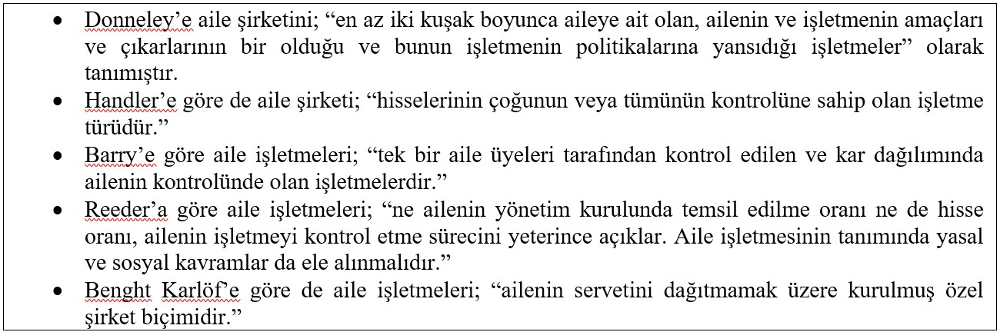 • Donneley’e aile şirketini; “en az iki kuşak boyunca aileye ait olan, ailenin ve işletmenin amaçları
ve çıkarlarının bir olduğu ve bunun işletmenin politikalarına yansıdığı işletmeler” olarak
tanımıştır.
• Handler’e göre de aile şirketi; “hisselerinin çoğunun veya tümünün kontrolüne sahip olan işletme
türüdür.”
• Barry’e göre aile işletmeleri; “tek bir aile üyeleri tarafından kontrol edilen ve kar dağılımında
ailenin kontrolünde olan işletmelerdir.”
• Reeder’a göre aile işletmeleri; “ne ailenin yönetim kurulunda temsil edilme oranı ne de hisse
oranı, ailenin işletmeyi kontrol etme sürecini yeterince açıklar. Aile işletmesinin tanımında yasal
ve sosyal kavramlar da ele alınmalıdır.”
• Benght Karlöf’e göre de aile işletmeleri; “ailenin servetini dağıtmamak üzere kurulmuş özel
şirket biçimidir.”